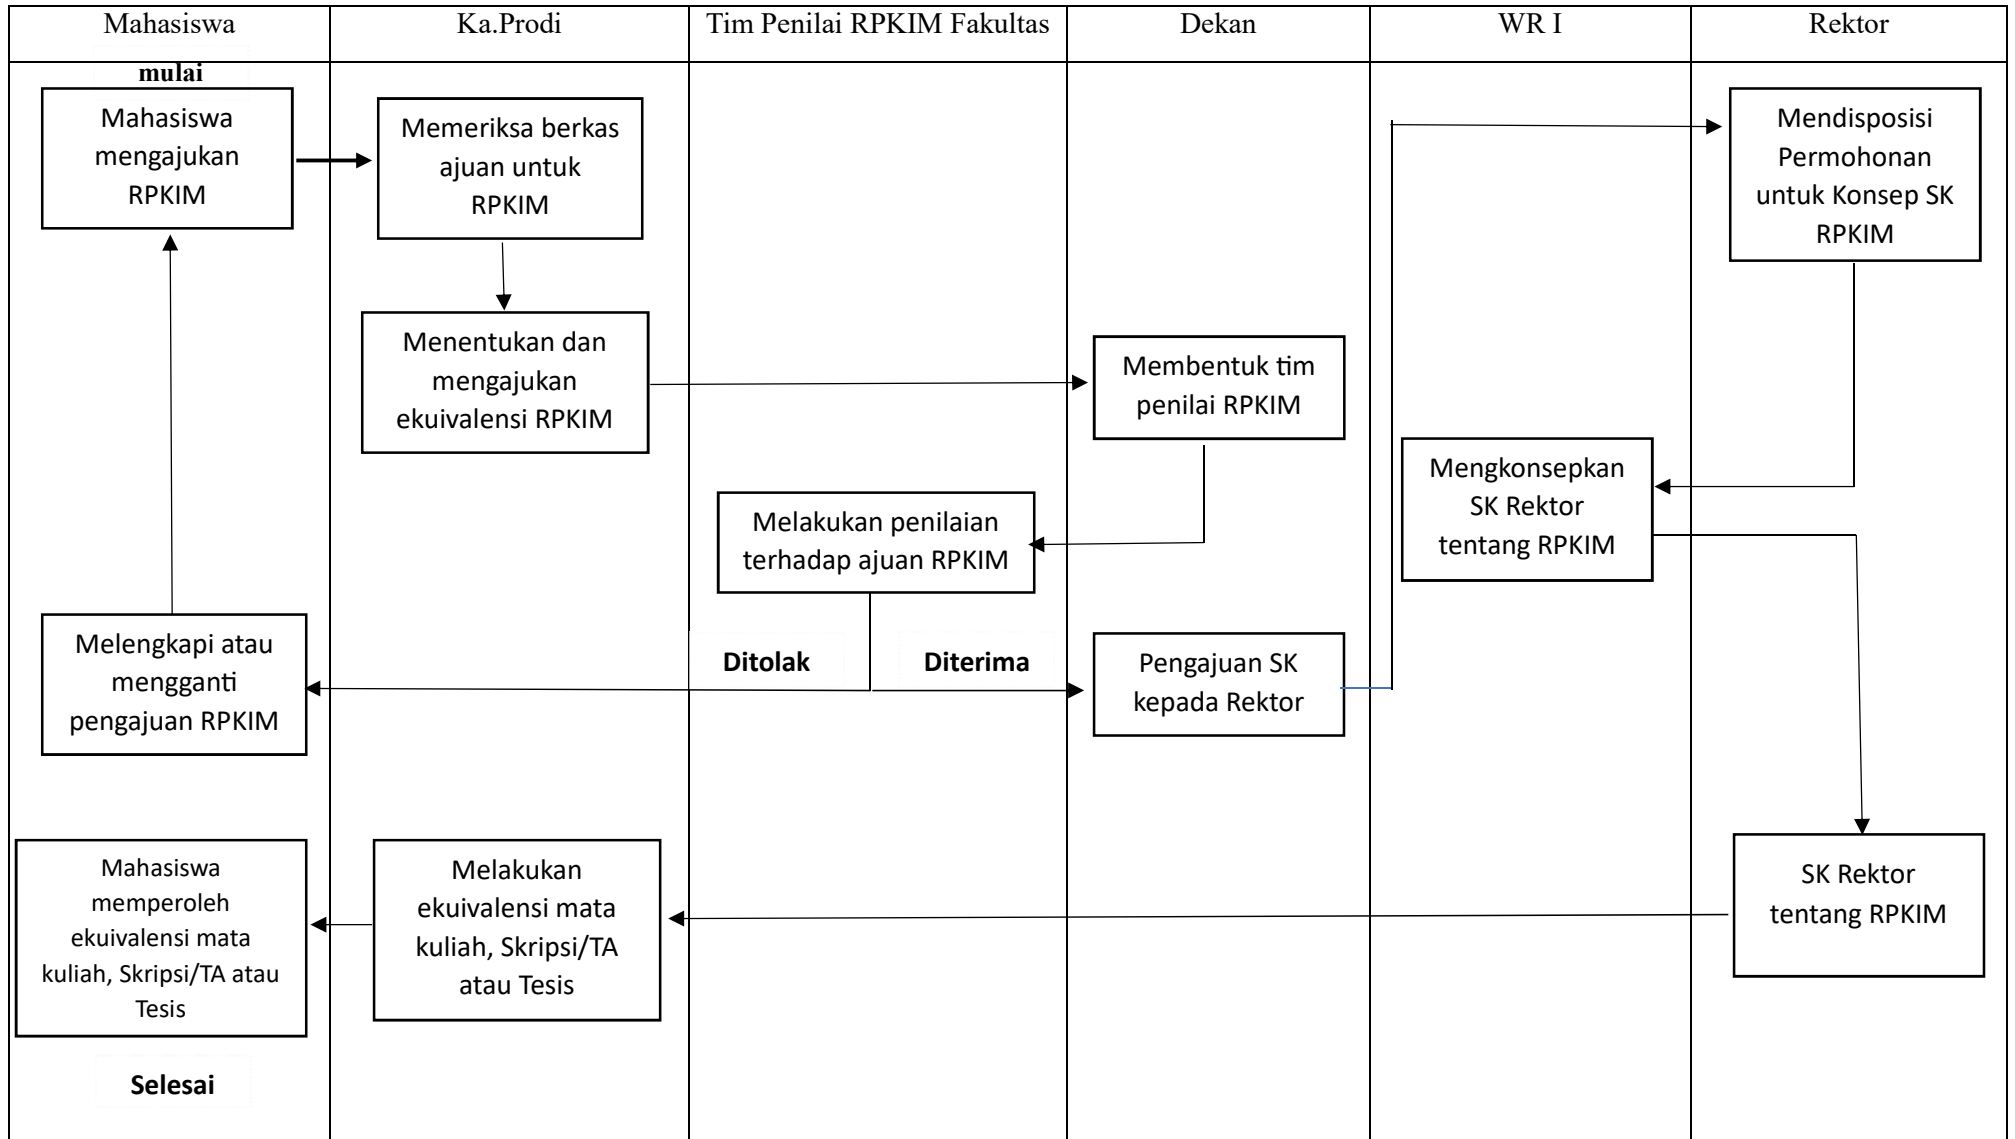 Mahasiswa
Ka.Prodi
Tim Penilai RPKIM Fakultas
Dekan
WR I
Rektor
mulai
Mahasiswa
mengajukan
RPKIM
Memeriksa berkas
ajuan untuk
RPKIM
Mendisposisi
Permohonan
untuk Konsep SK
RPKIM
Menentukan dan
mengajukan
ekuivalensi RPKIM
Membentuk tim
penilai RPKIM
Mengkonsepkan
SK Rektor
tentang RPKIM
Melakukan penilaian
terhadap ajuan RPKIM
Melengkapi atau
mengganti
pengajuan RPKIM
Ditolak
Diterima
Pengajuan SK
kepada Rektor
Mahasiswa
memperoleh
ekuivalensi mata
kuliah, Skripsi/TA atau
Tesis
Melakukan
ekuivalensi mata
kuliah, Skripsi/TA
atau Tesis
SK Rektor
tentang RPKIM
Selesai